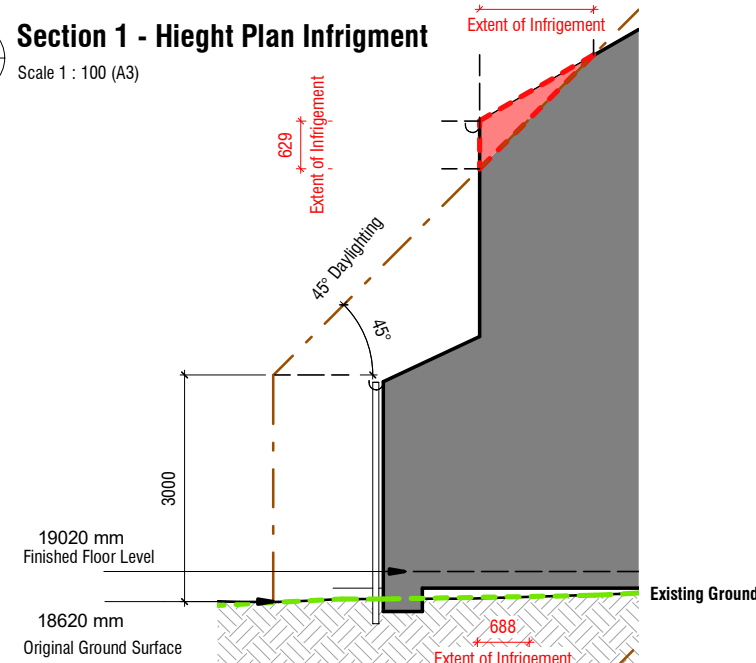 Section 1 - Hieght Plan Infrigment
Scale 1 : 100 (A3)
Extent of Infrigement
629
Extent of Infrigement
45° Daylighting
45°
3000
19020 mm
Finished Floor Level
18620 mm
Original Ground Surface
Existing Ground
688
Extent of Infrigement